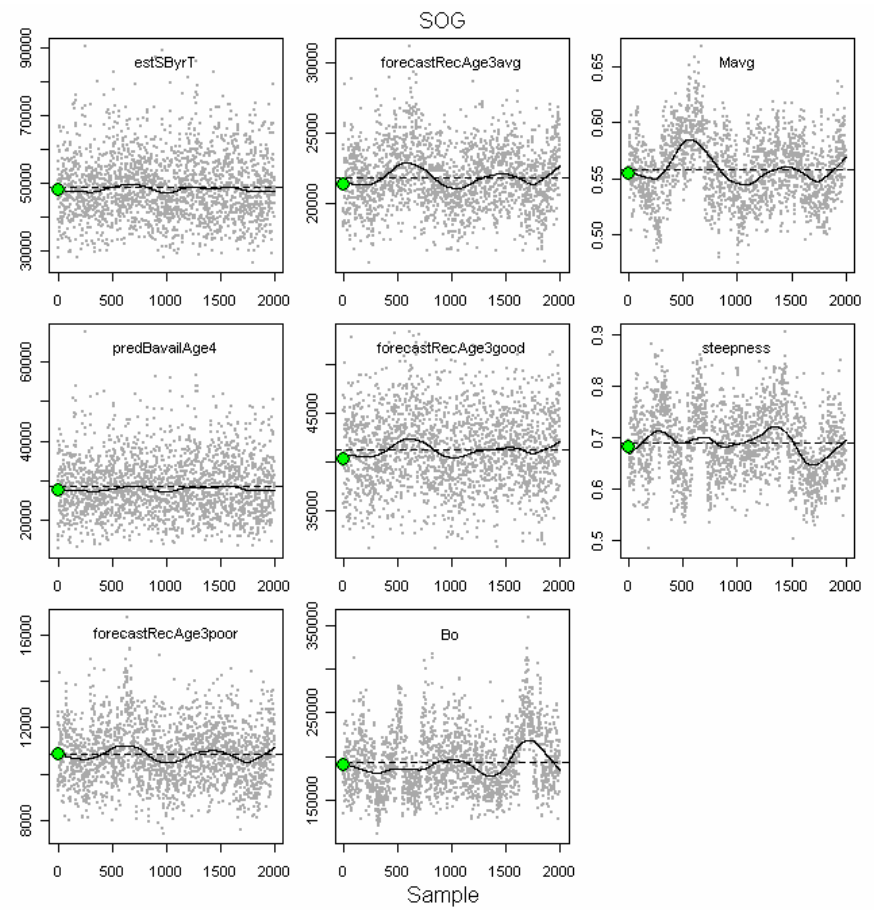 SOG
estSByrT
30000 50000 70000 90000
0 500 1000 1500 2000
forecastRecAge3avg
20000 25000 30000
0 500 1000 1500 2000
Mavg
0.50 0.55 0.60 0.65
0 500 1000 1500 2000
predBavailAge4
20000 40000 60000
0 500 1000 1500 2000
forecastRecAge3good
35000 45000
0 500 1000 1500 2000
steepness
0.5 0.6 0.7 0.8 0.9
0 500 1000 1500 2000
forecastRecAge3poor
8000 12000 16000
0 500 1000 1500 2000
Bo
150000 250000 350000
0 500 1000 1500 2000
Sample